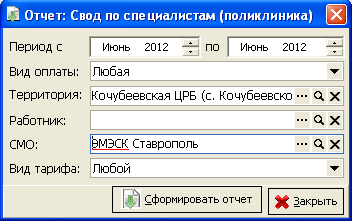 Отчет: Свод по специалистам (поликлиника)
Период с Июнь 2012 по Июнь 2012
Вид оплаты: Любая
Территория: Кочубеевская ЦРБ (с. Кочубеевско
Работник:
СМО: ӨМЭСК Ставрополь
Вид тарифа: Любой
Сформировать отчет Закрыть